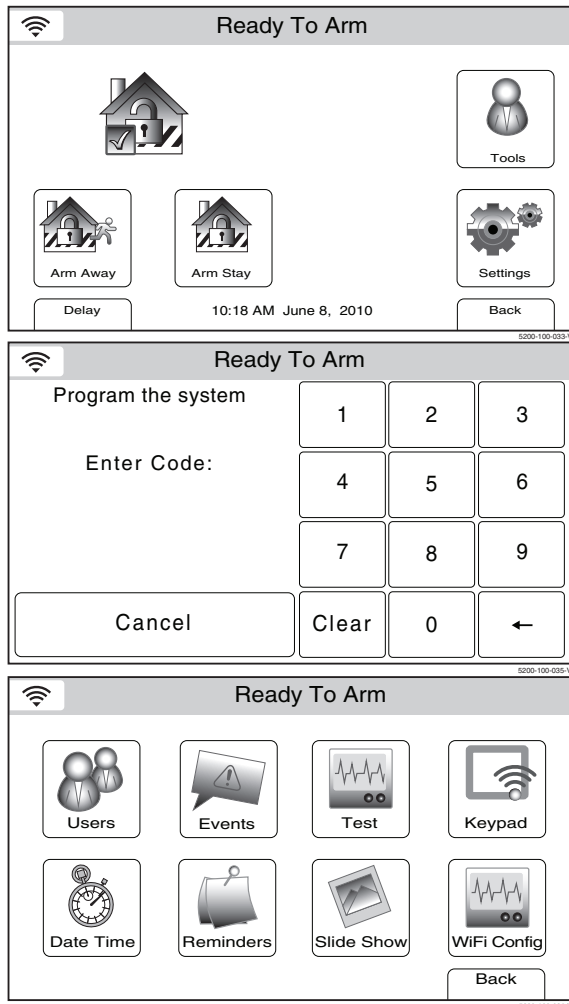 Ready To Arm
Tools
Arm Away
Arm Stay
Settings
Delay
10:18 AM June 8, 2010
Back
5200-100-033-V
Ready To Arm
Program the system
1
2
3
Enter Code:
4
5
6
7
8
9
Cancel
Clear
0
←
5200-100-035-V
Ready To Arm
Users
Events
Test
Keypad
Date Time
Reminders
Slide Show
WiFi Config
Back